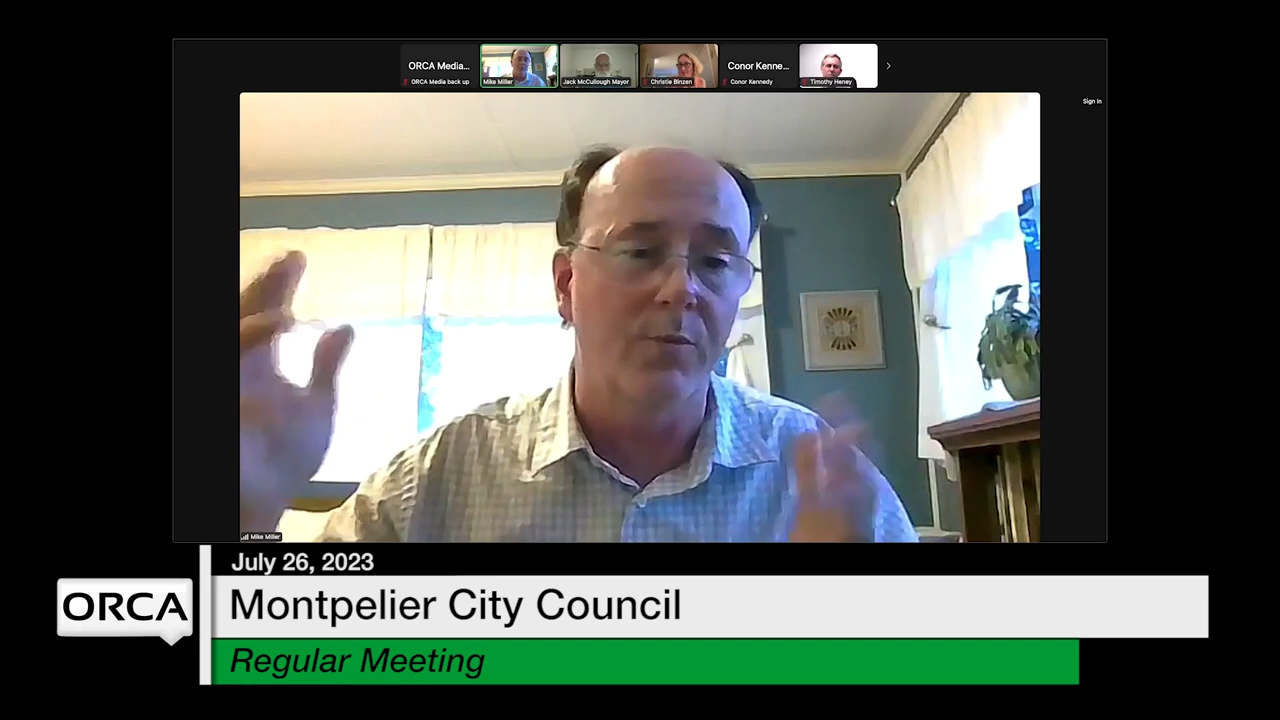 ORCA Media...
Conor Kenne...
ORCA Media back up
Mike Miller
Jack McCullough Mayor
Christie Binzen
Conor Kennedy
Timothy Heney
Sign in
Mike Miller
July 26, 2023
ORCA
Montpelier City Council
Regular Meeting